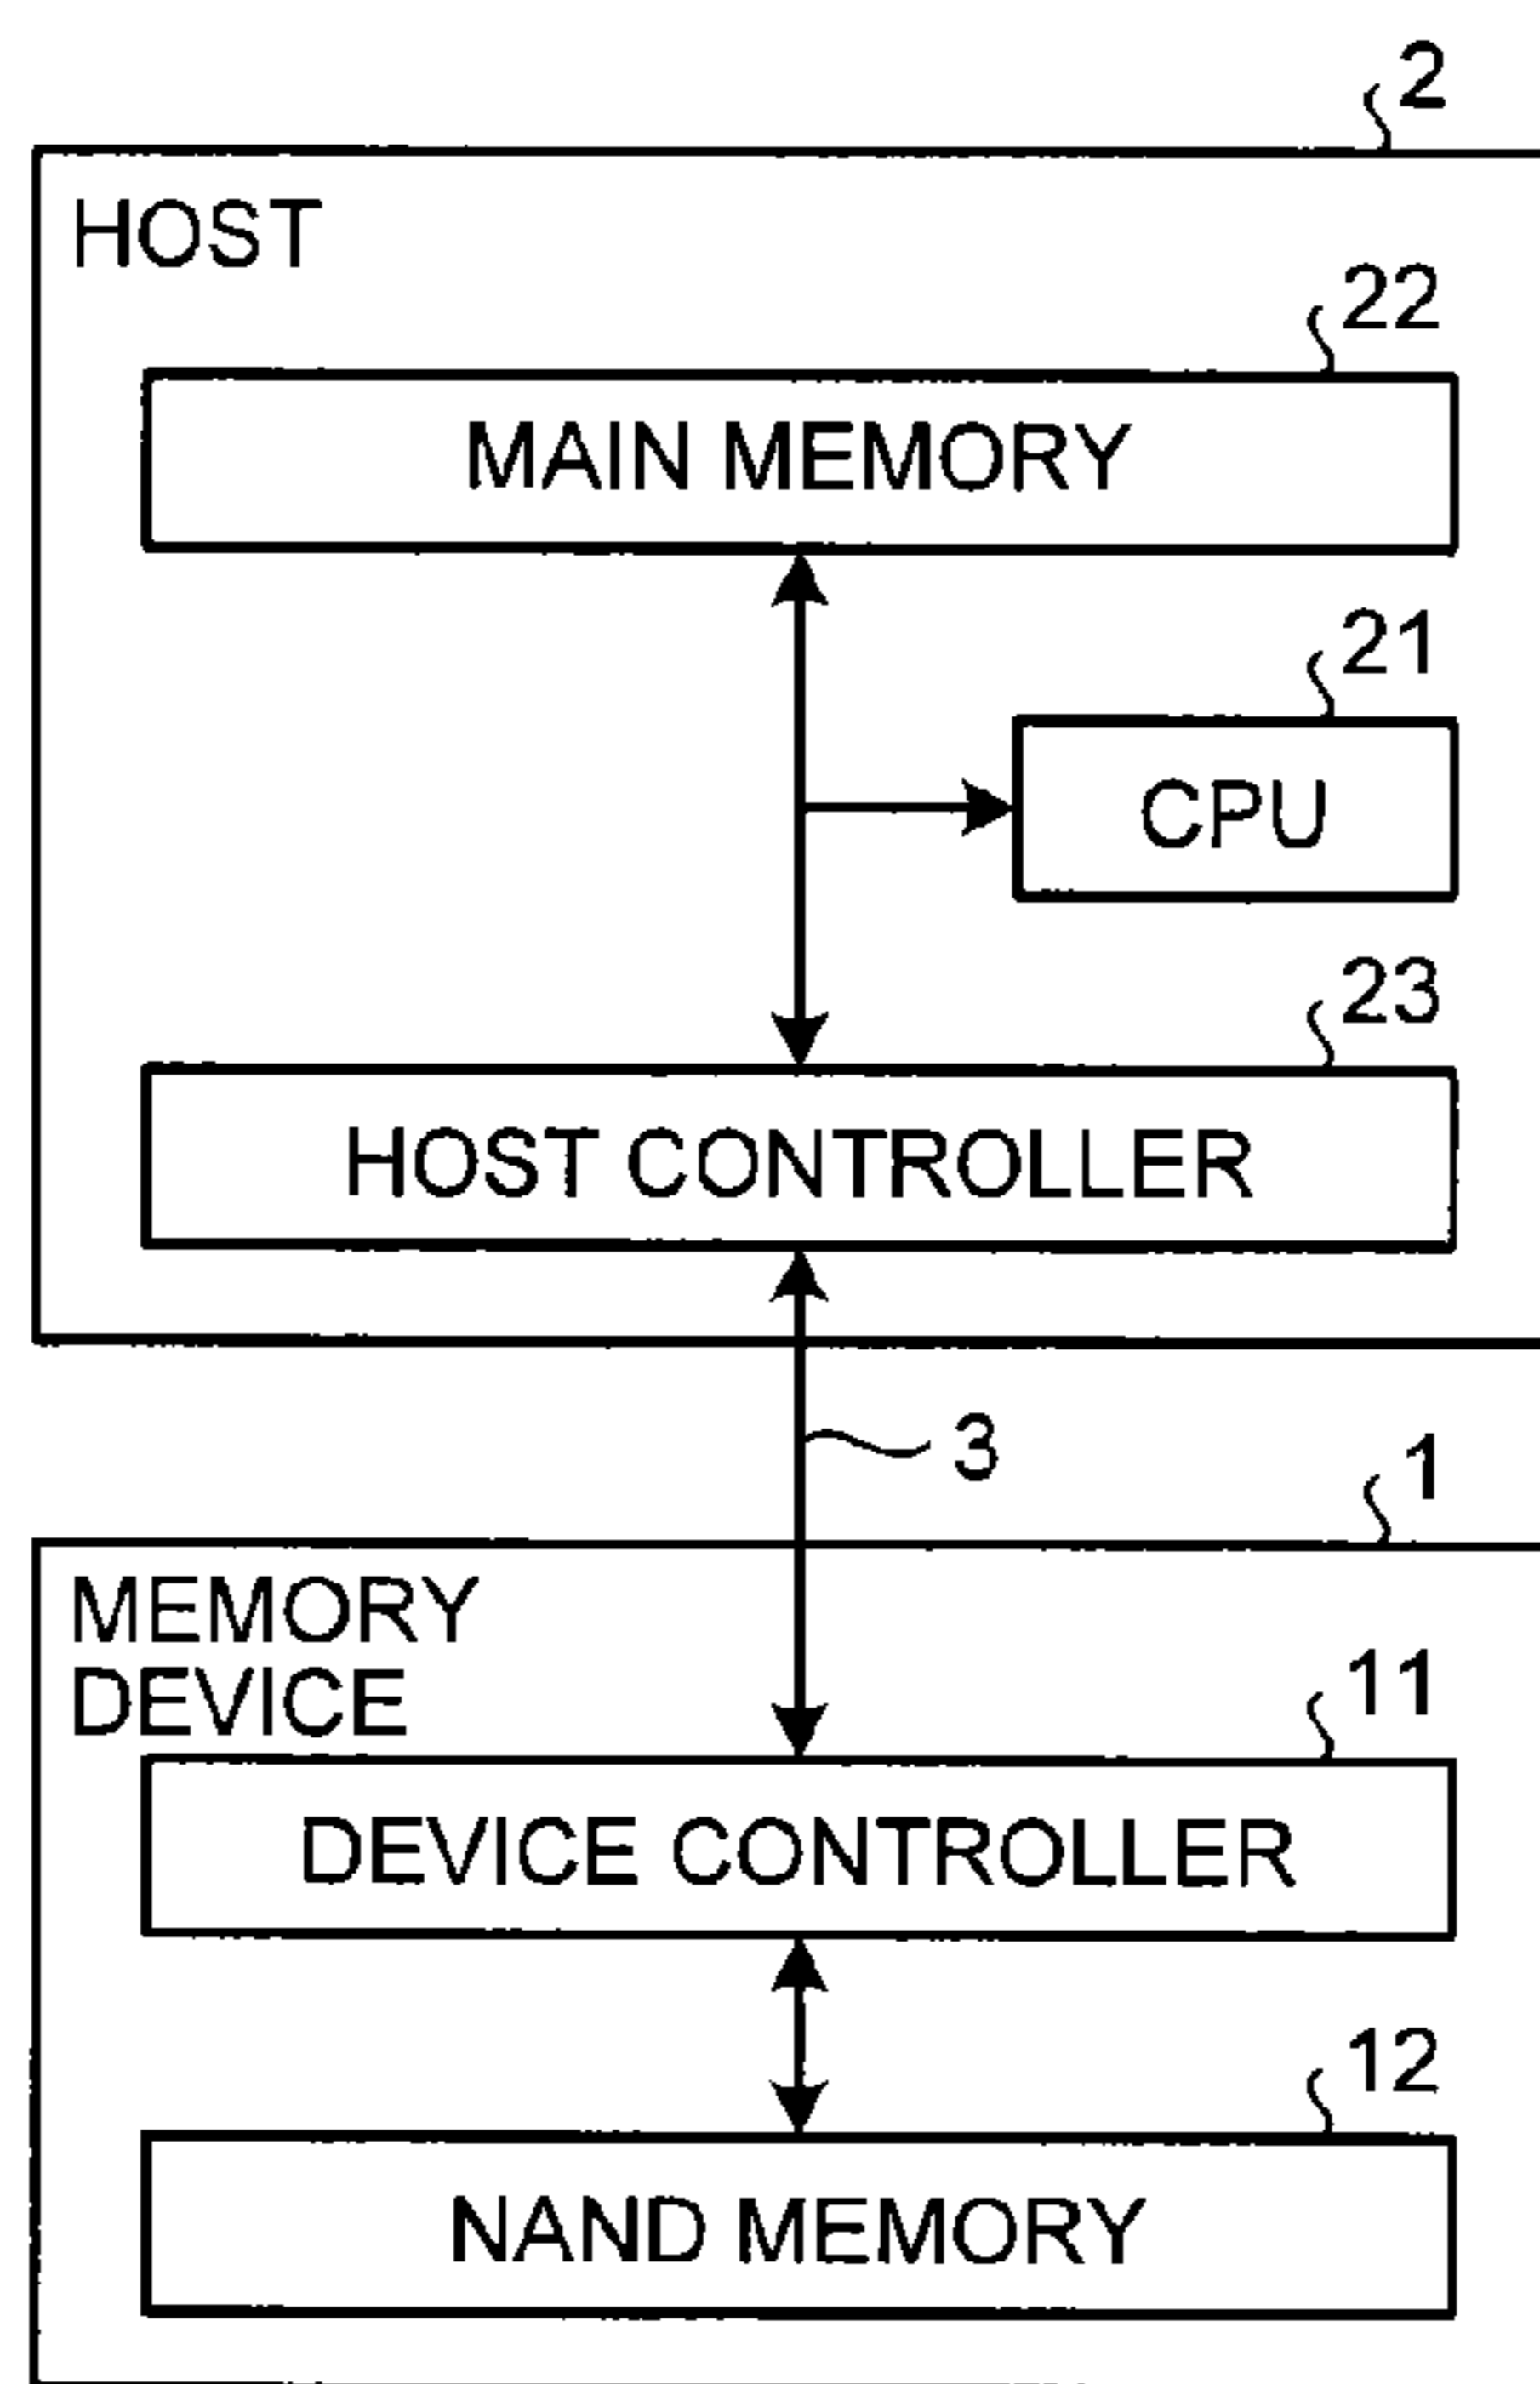 2
HOST
22
MAIN MEMORY
21
CPU
23
HOST CONTROLLER
3
1
MEMORY
DEVICE
11
DEVICE CONTROLLER
12
NAND MEMORY